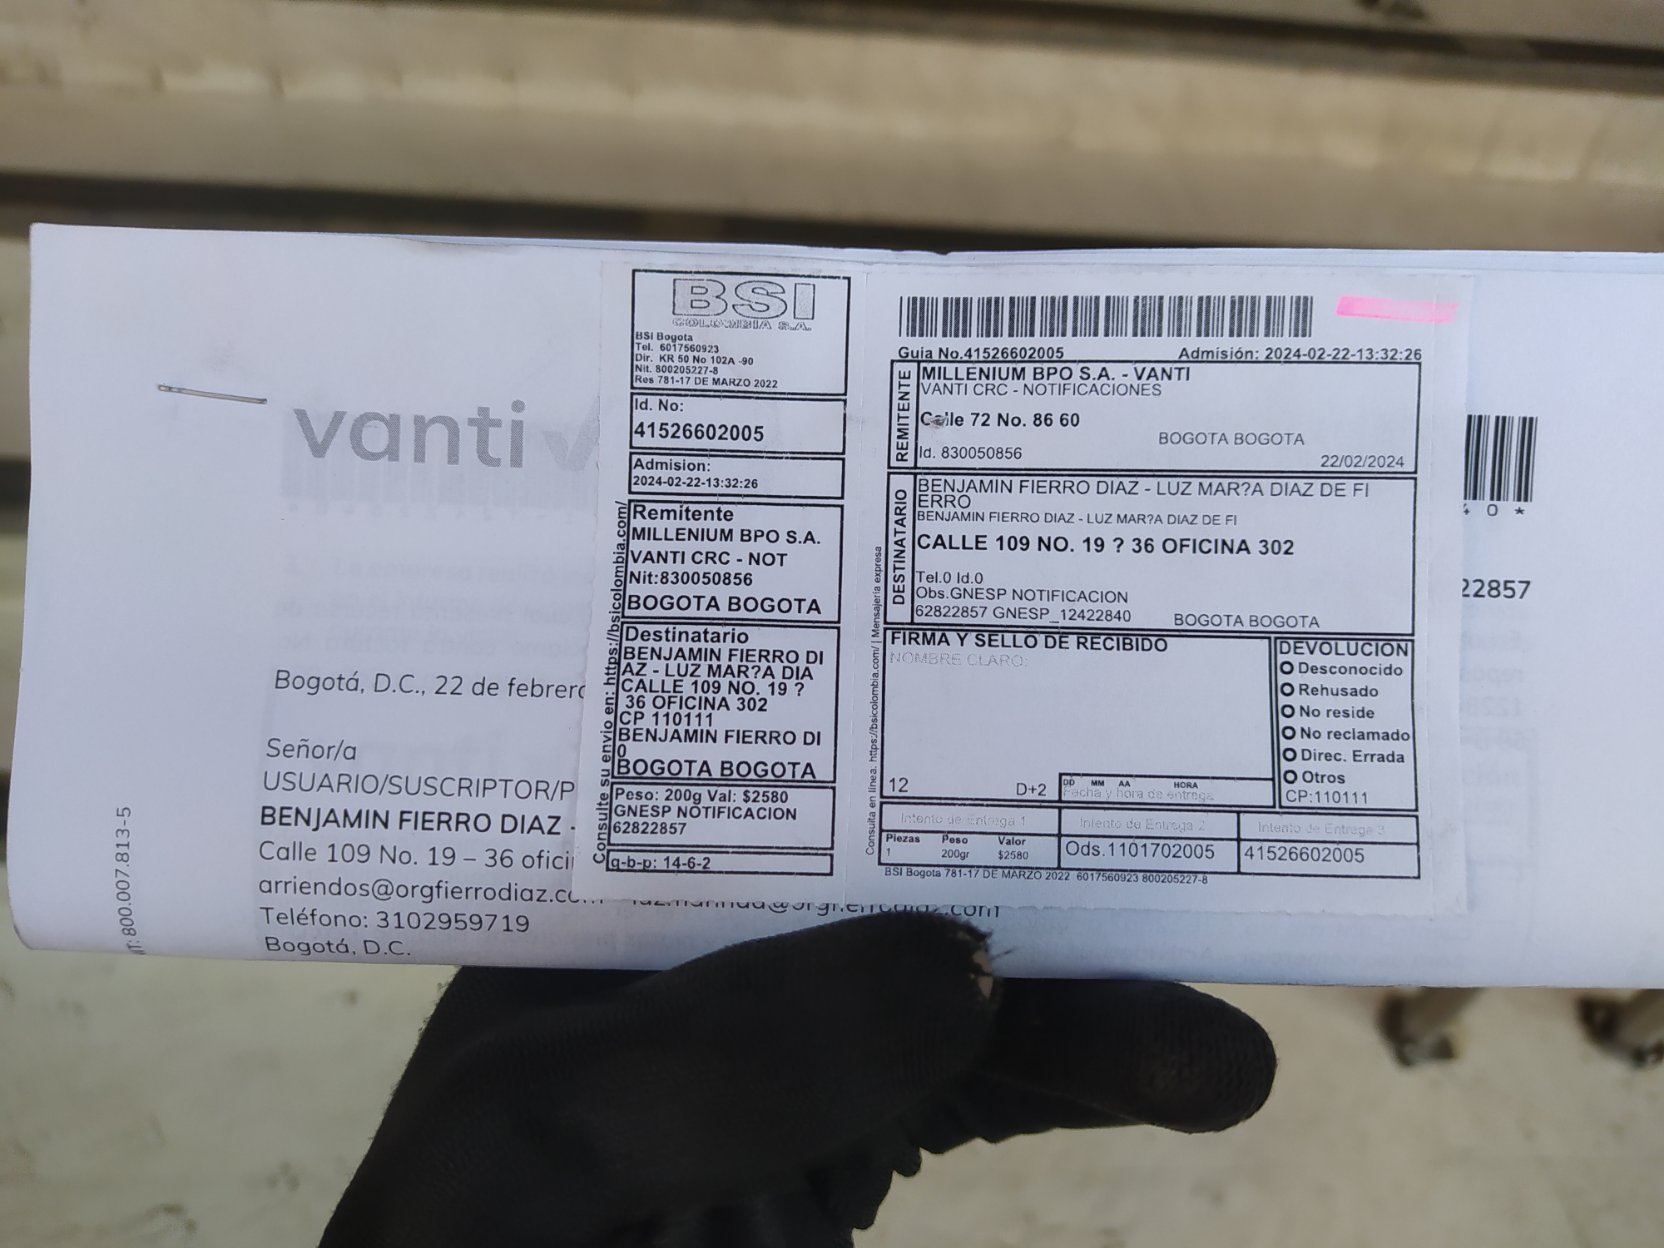 vanti
Bogotá, D.C., 22 de febrero
Señor/a
USUARIO/SUSCRIPTOR/P
BENJAMIN FIERRO DIAZ -
Calle 109 No. 19 – 36 ofici
arriendos@orgfierrodiaz.co
Teléfono: 3102959719
Bogotá, D.C.
IT: 800.007.813-5
BSI
COLOMBIA S.A.
BSI Bogota
Tel. 6017560923
Dir. KR 50 No 102A -90
Nit. 800205227-8
Res 781-17 DE MARZO 2022
Id. No:
41526602005
Admision:
2024-02-22-13:32:26
Remitente
MILLENIUM BPO S.A.
VANTI CRC - NOT
Nit:830050856
BOGOTA BOGOTA
Destinatario
BENJAMIN FIERRO DI
AZ - LUZ MAR?A DIA
CALLE 109 NO. 19 ?
36 OFICINA 302
CP 110111
BENJAMIN FIERRO DI
0
BOGOTA BOGOTA
Peso: 200g Val: $2580
GNESP NOTIFICACION
62822857
q-b-p: 14-6-2
Consulte su envio en: https://bsicolombia.com/
Guia No.41526602005 Admisión: 2024-02-22-13:32:26
REMITENTE
MILLENIUM BPO S.A. - VANTI
VANTI CRC - NOTIFICACIONES
Calle 72 No. 86 60
BOGOTA BOGOTA
Id. 830050856
22/02/2024
DESTINATARIO
BENJAMIN FIERRO DIAZ - LUZ MAR?A DIAZ DE FI
ERRO
BENJAMIN FIERRO DIAZ - LUZ MAR?A DIAZ DE FI
CALLE 109 NO. 19 ? 36 OFICINA 302
Tel.0 Id.0
Obs.GNESP NOTIFICACION
62822857 GNESP_12422840 BOGOTA BOGOTA
FIRMA Y SELLO DE RECIBIDO
NOMBRE CLARO:
12 D+2
DD MM AA HORA
Fecha y hora de entrega
DEVOLUCION
Desconocido
Rehusado
No reside
No reclamado
Direc. Errada
Otros
CP:110111
Intento de Entrega 1 Intento de Entrega 2 Intento de Entrega 3
Piezas Peso Valor
1 200gr $2580
Ods.1101702005
41526602005
BSI Bogota 781-17 DE MARZO 2022 6017560923 800205227-8
Consulta en línea. https://bsicolombia.com/ | Mensajeria expresa
4 0 *
22857